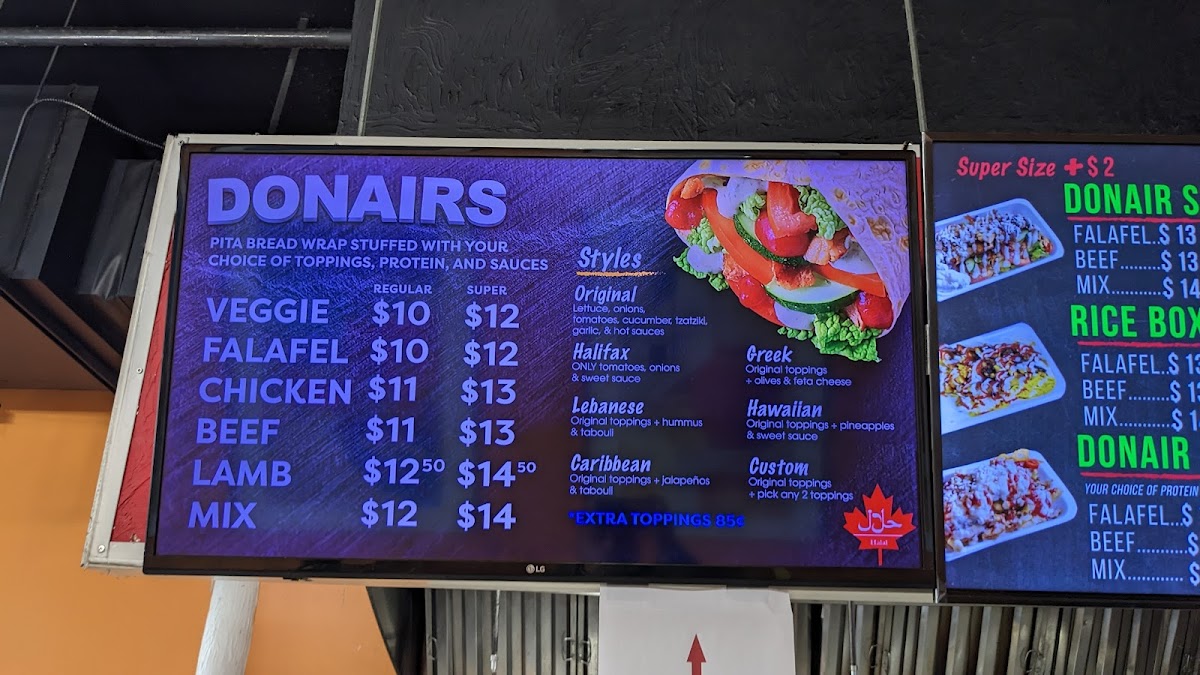 DONAIRS
PITA BREAD WRAP STUFFED WITH YOUR
CHOICE OF TOPPINGS, PROTEIN, AND SAUCES
REGULAR SUPER
VEGGIE $10 $12
FALAFEL $10 $12
CHICKEN $11 $13
BEEF $11 $13
LAMB $12⁵⁰ $14⁵⁰
MIX $12 $14
Styles
Original
Lettuce, onions,
tomatoes, cucumber, tzatziki,
garlic, & hot sauces
Halifax
ONLY tomatoes, onions
& sweet sauce
Lebanese
Original toppings + hummus
& tabouli
Caribbean
Original toppings + jalapeños
& tabouli
Greek
Original toppings
+ olives & feta cheese
Hawaiian
Original toppings + pineapples
& sweet sauce
Custom
Original toppings
+ pick any 2 toppings
*EXTRA TOPPINGS 85¢
حلال
Halal
LG
Super Size + $2
DONAIR S
FALAFEL..$13
BEEF.........$13
MIX...........$14
RICE BOX
FALAFEL.$13
BEEF.........$1
MIX...........$1
DONAIR
YOUR CHOICE OF PROTEIN
FALAFEL..$
BEEF..........$
MIX............$